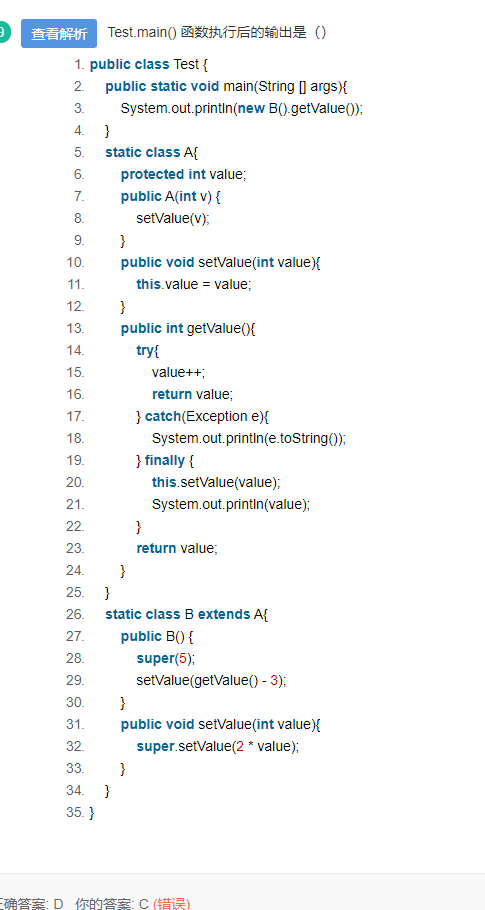 9 查看解析 Test.main() 函数执行后的输出是（）
1. public class Test {
2. public static void main(String [] args){
3. System.out.println(new B().getValue());
4. }
5. static class A{
6. protected int value;
7. public A(int v) {
8. setValue(v);
9. }
10. public void setValue(int value){
11. this.value = value;
12. }
13. public int getValue(){
14. try{
15. value++;
16. return value;
17. } catch(Exception e){
18. System.out.println(e.toString());
19. } finally {
20. this.setValue(value);
21. System.out.println(value);
22. }
23. return value;
24. }
25. }
26. static class B extends A{
27. public B() {
28. super(5);
29. setValue(getValue() - 3);
30. }
31. public void setValue(int value){
32. super.setValue(2 * value);
33. }
34. }
35. }
正确答案: D 你的答案: C (错误)